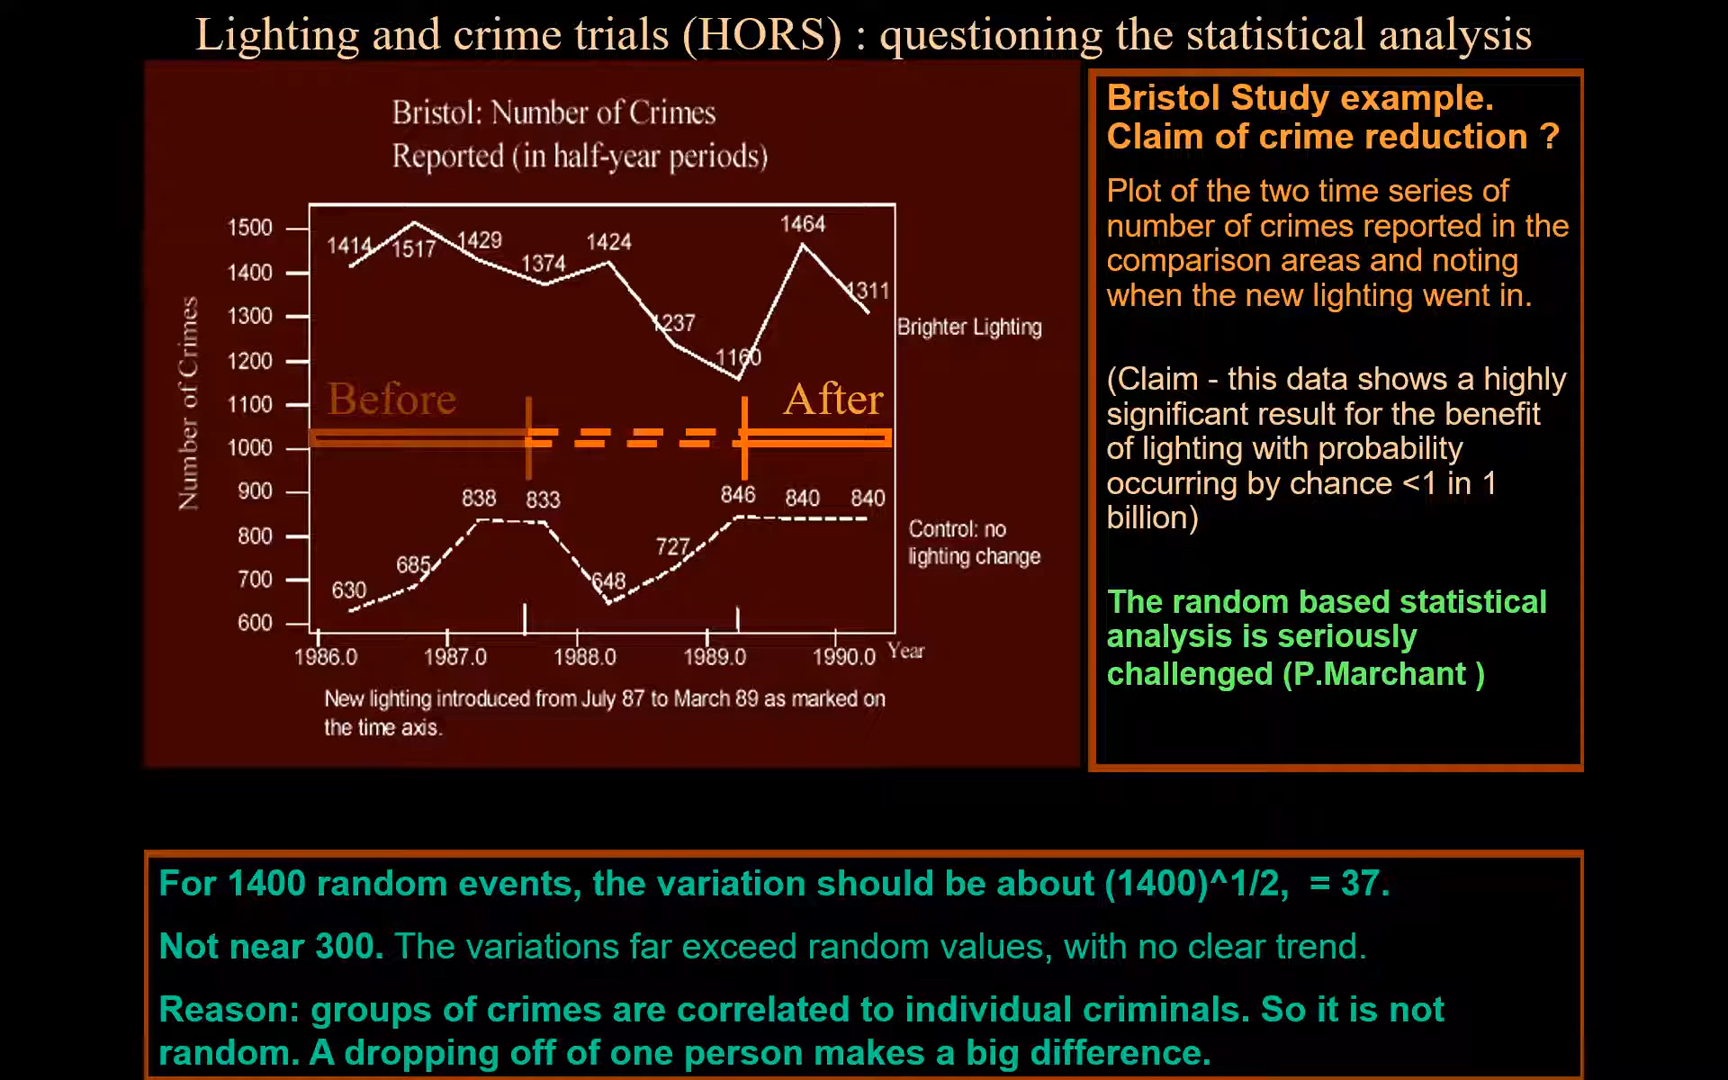 Lighting and crime trials (HORS) : questioning the statistical analysis
Bristol: Number of Crimes
Reported (in half-year periods)
Number of Crimes
1500
1400
1300
1200
1100
1000
900
800
700
600
1414
1517
1429
1374
1424
1237
1160
1464
1311
Brighter Lighting
Before
After
630
685
838
833
648
727
846
840
840
Control: no
lighting change
1986.0
1987.0
1988.0
1989.0
1990.0
Year
New lighting introduced from July 87 to March 89 as marked on
the time axis.
Bristol Study example.
Claim of crime reduction ?
Plot of the two time series of
number of crimes reported in the
comparison areas and noting
when the new lighting went in.
(Claim - this data shows a highly
significant result for the benefit
of lighting with probability
occurring by chance <1 in 1
billion)
The random based statistical
analysis is seriously
challenged (P.Marchant )
For 1400 random events, the variation should be about (1400)^1/2,  = 37.
Not near 300. The variations far exceed random values, with no clear trend.
Reason: groups of crimes are correlated to individual criminals. So it is not
random. A dropping off of one person makes a big difference.